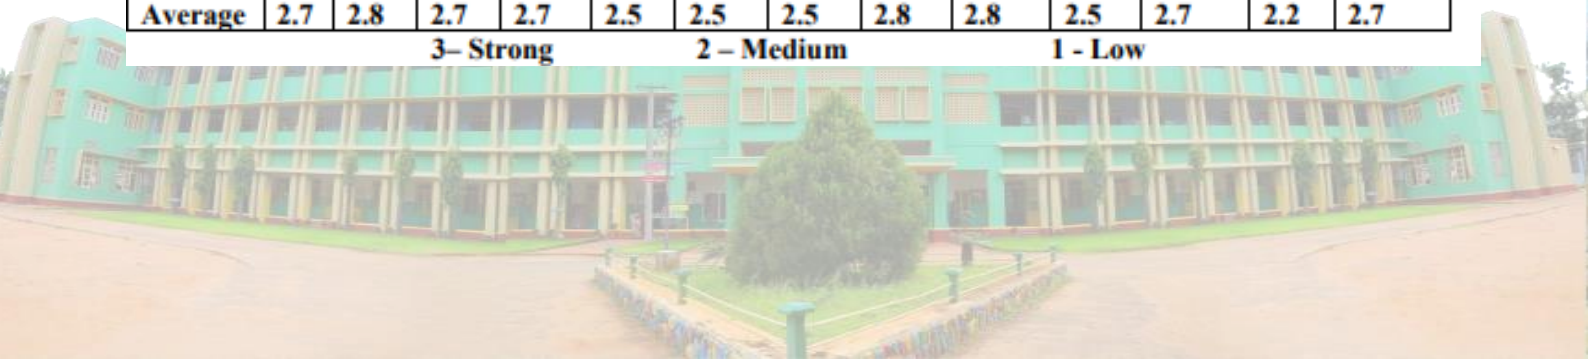 Average 2.7 2.8 2.7 2.7 2.5 2.5 2.5 2.8 2.8 2.5 2.7 2.2 2.7
3– Strong 2 – Medium 1 - Low